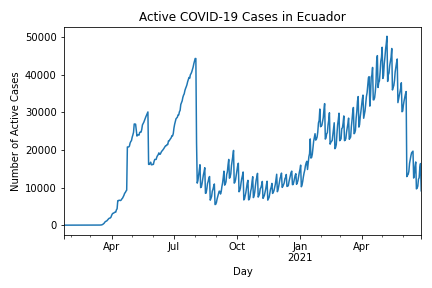 Active COVID-19 Cases in Ecuador
50000
40000
30000
20000
10000
0
Number of Active Cases
Apr
Jul
Oct
Jan
2021
Apr
Day